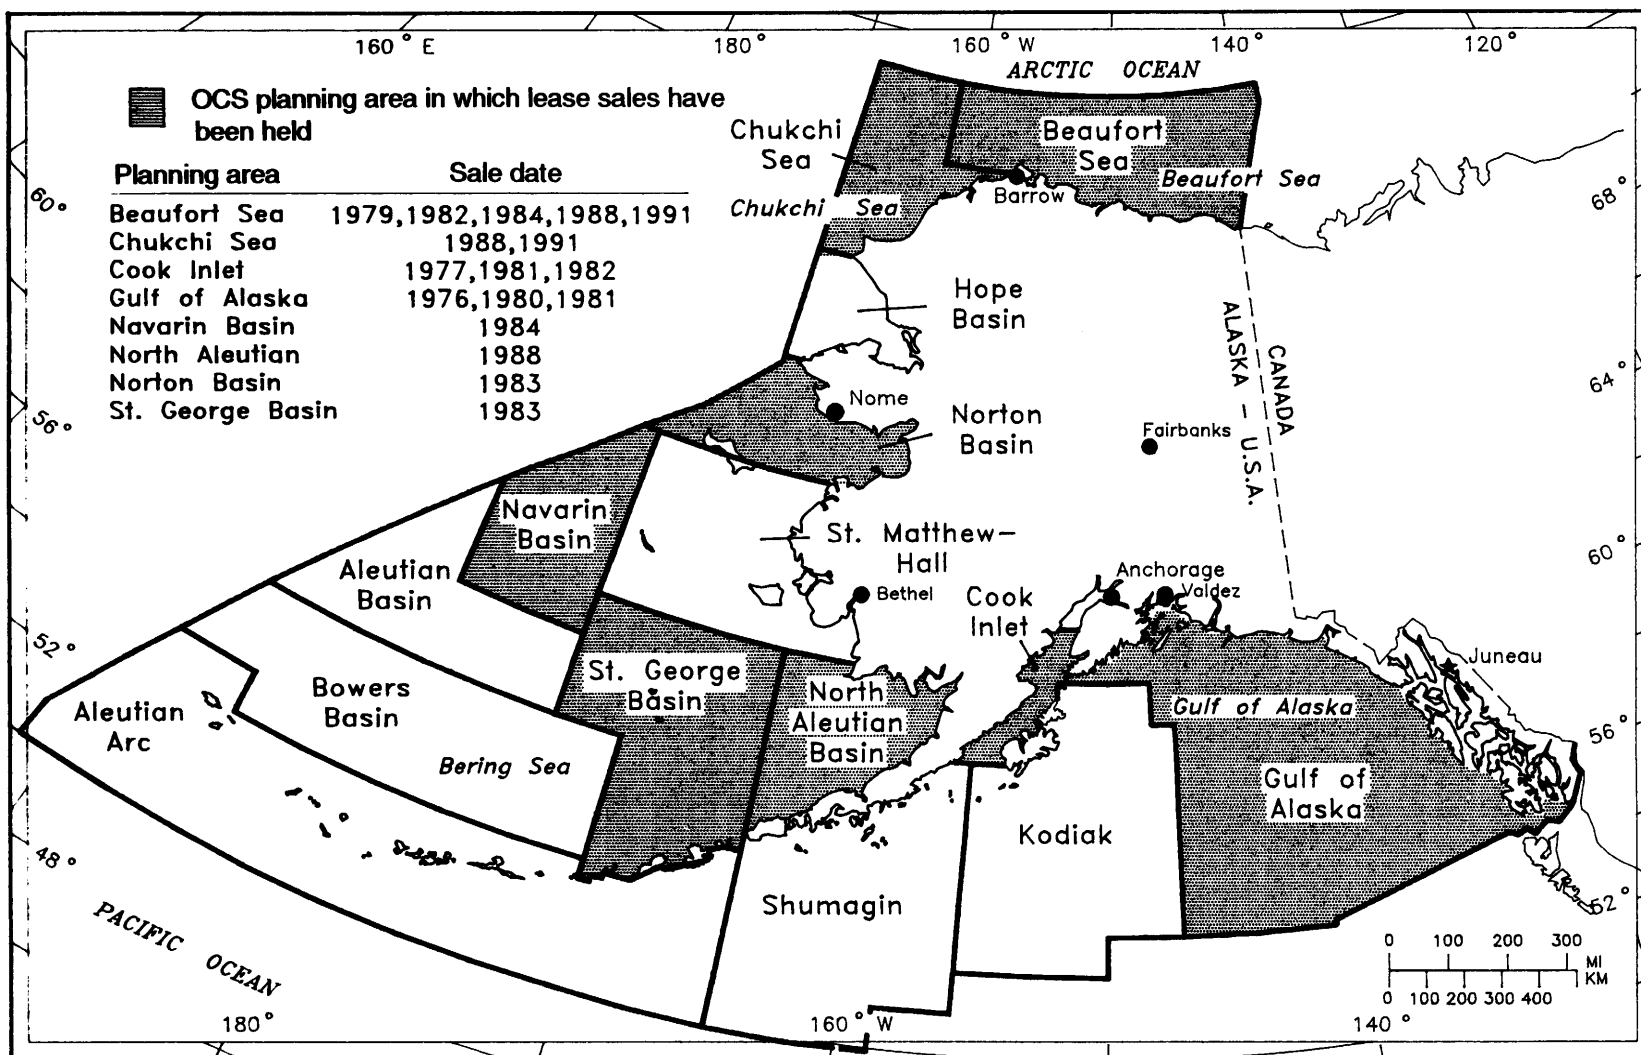 160° E
180°
160° W
140°
120°
ARCTIC OCEAN
OCS planning area in which lease sales have
been held
Planning area Sale date
Beaufort Sea 1979,1982,1984,1988,1991
Chukchi Sea 1988,1991
Cook Inlet 1977,1981,1982
Gulf of Alaska 1976,1980,1981
Navarin Basin 1984
North Aleutian 1988
Norton Basin 1983
St. George Basin 1983
Chukchi
Sea
Beaufort
Sea
Beaufort Sea
Barrow
Chukchi Sea
60°
68°
Hope
Basin
ALASKA – U.S.A.
CANADA
64°
Nome
Norton
Basin
Fairbanks
56°
Navarin
Basin
St. Matthew–
Hall
60°
Aleutian
Basin
Bethel
Anchorage
Valdez
Cook
Inlet
52°
St. George
Basin
Juneau
Bowers
Basin
North
Aleutian
Basin
Gulf of Alaska
Aleutian
Arc
56°
Bering Sea
Gulf of
Alaska
Kodiak
48°
Shumagin
52°
PACIFIC OCEAN
0 100 200 300
MI
KM
0 100 200 300 400
180°
160° W
140°